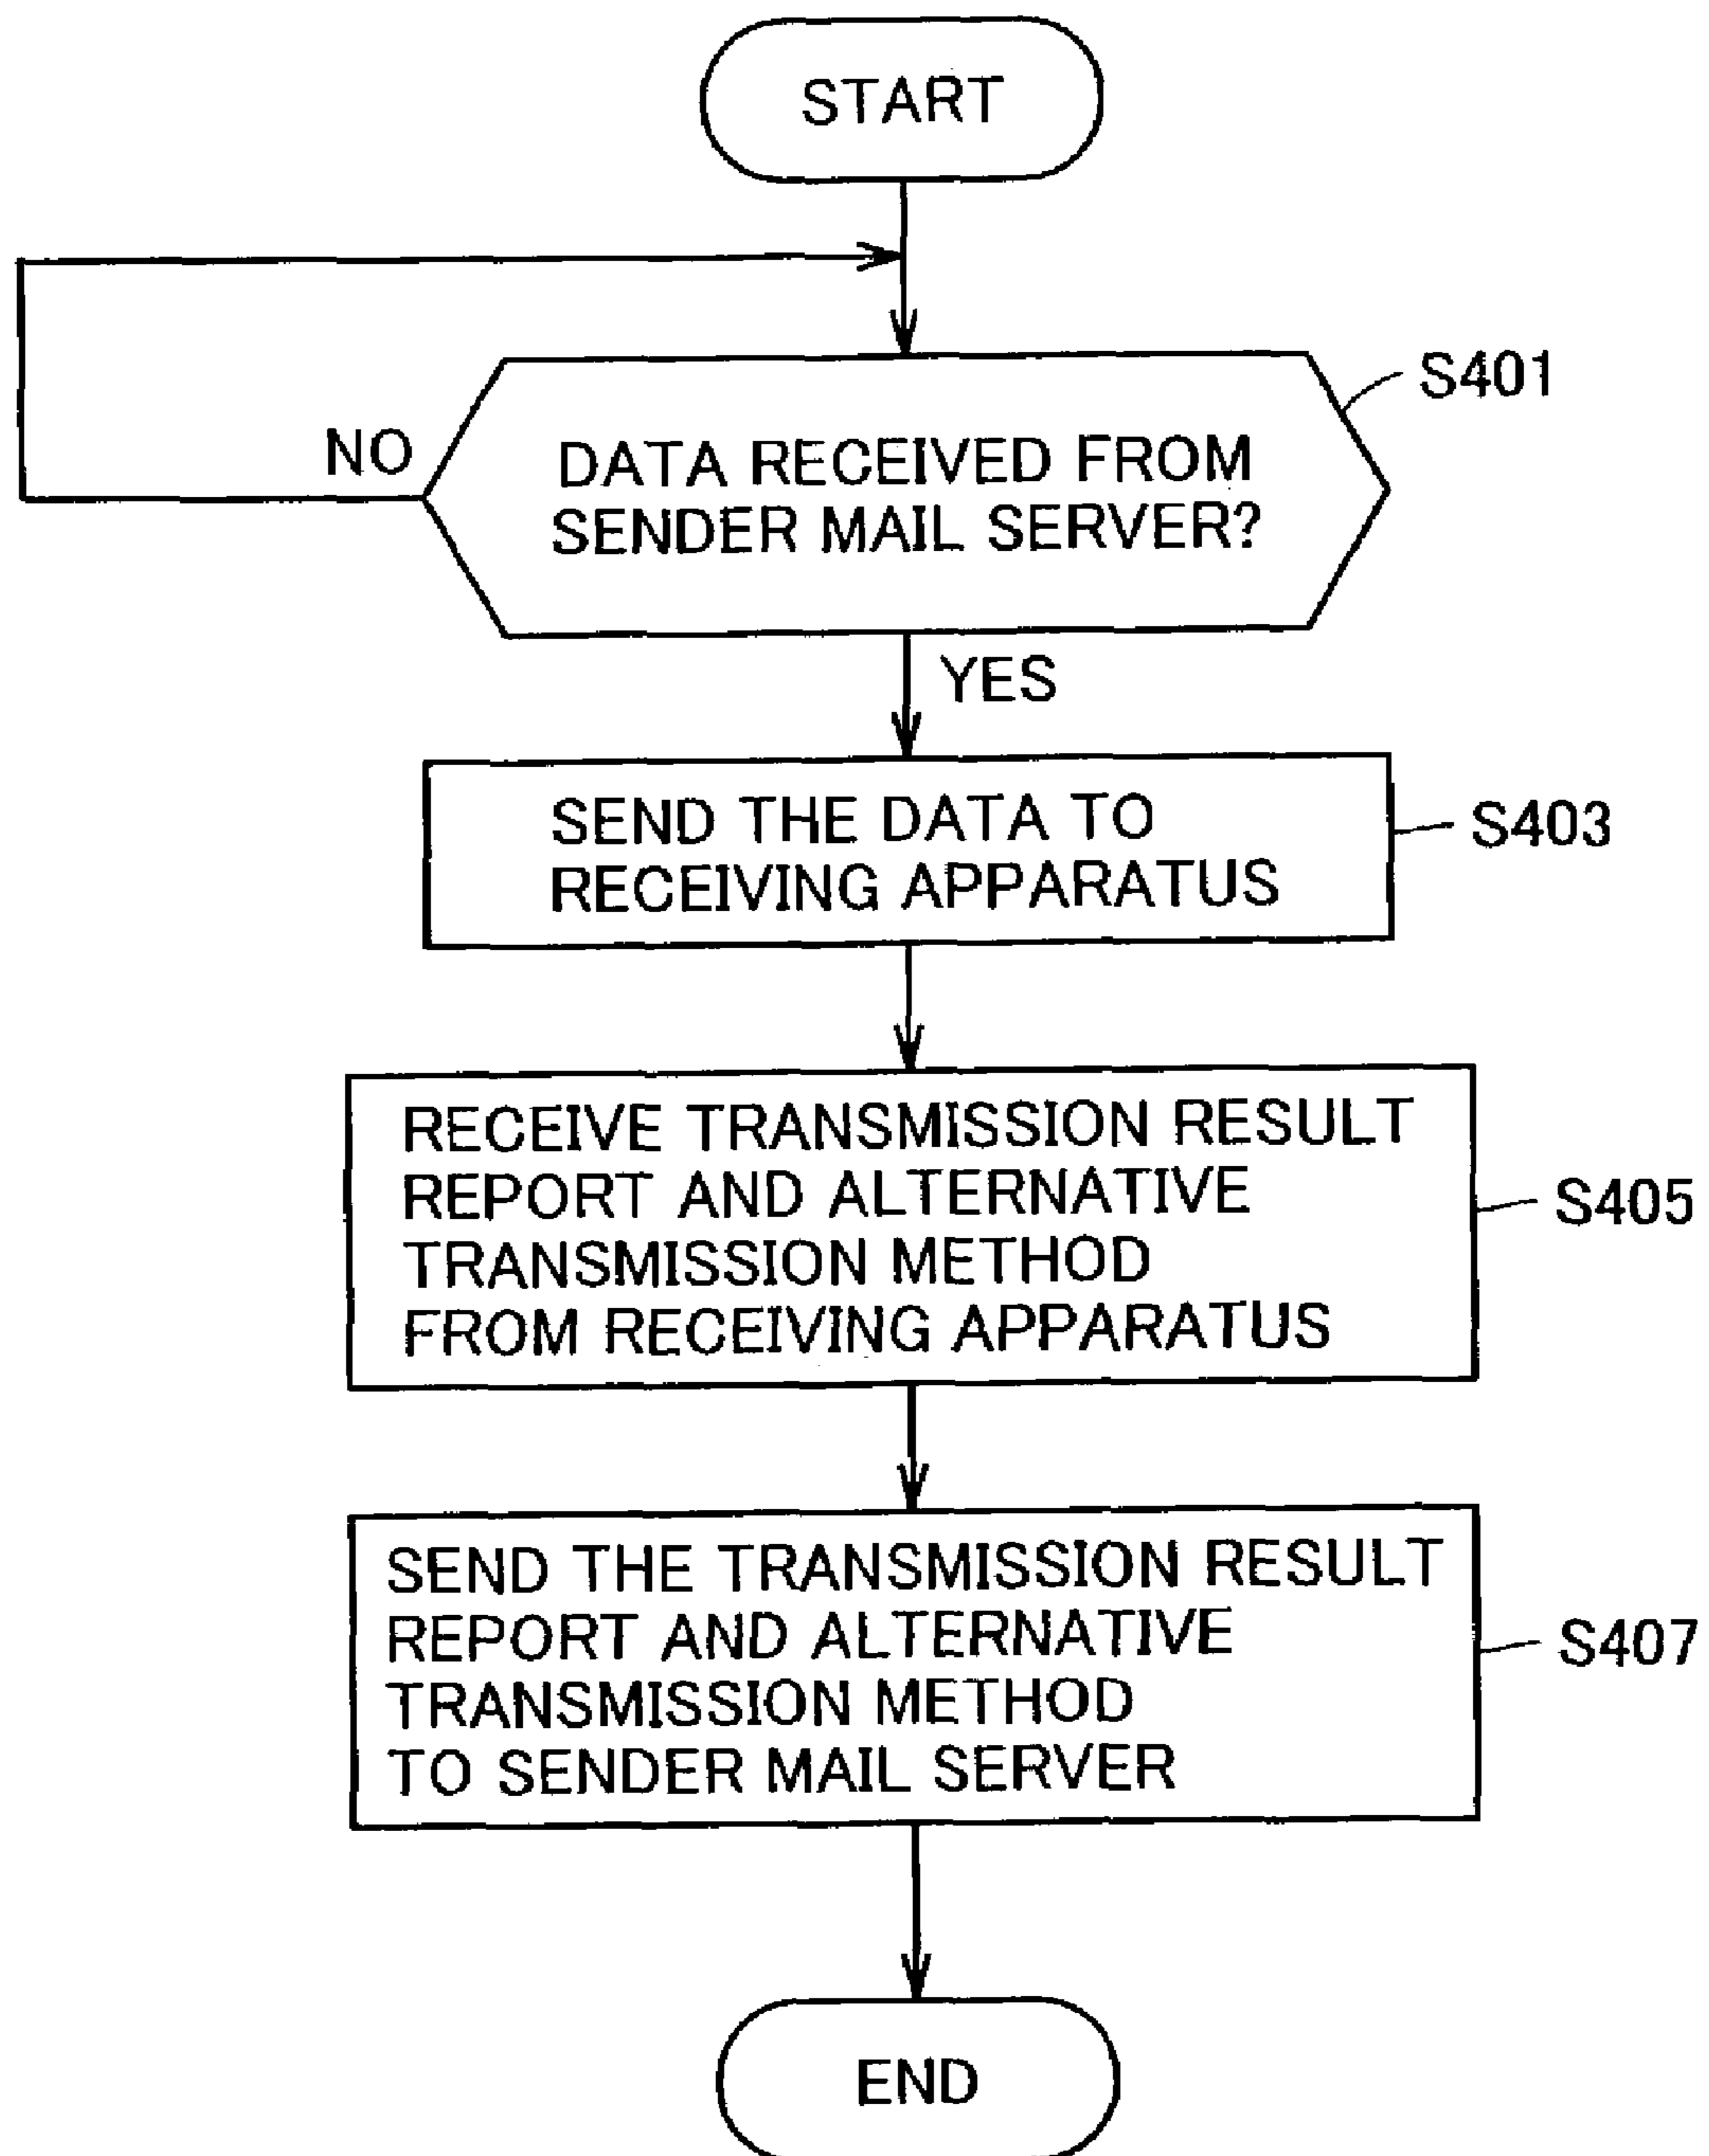 START
S401
NO
DATA RECEIVED FROM
SENDER MAIL SERVER?
YES
SEND THE DATA TO
RECEIVING APPARATUS
S403
RECEIVE TRANSMISSION RESULT
REPORT AND ALTERNATIVE
TRANSMISSION METHOD
FROM RECEIVING APPARATUS
S405
SEND THE TRANSMISSION RESULT
REPORT AND ALTERNATIVE
TRANSMISSION METHOD
TO SENDER MAIL SERVER
S407
END